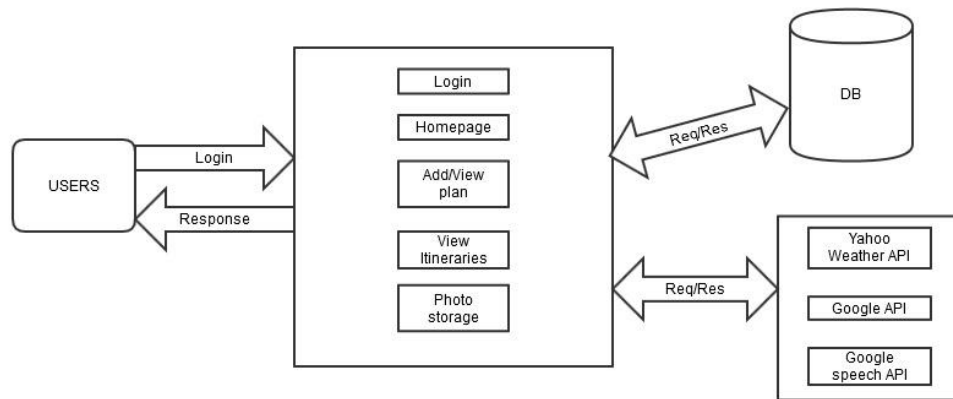 USERS
Login
Response
Login
Homepage
Add/View
plan
View
Itineraries
Photo
storage
Req/Res
DB
Req/Res
Yahoo
Weather API
Google API
Google
speech API